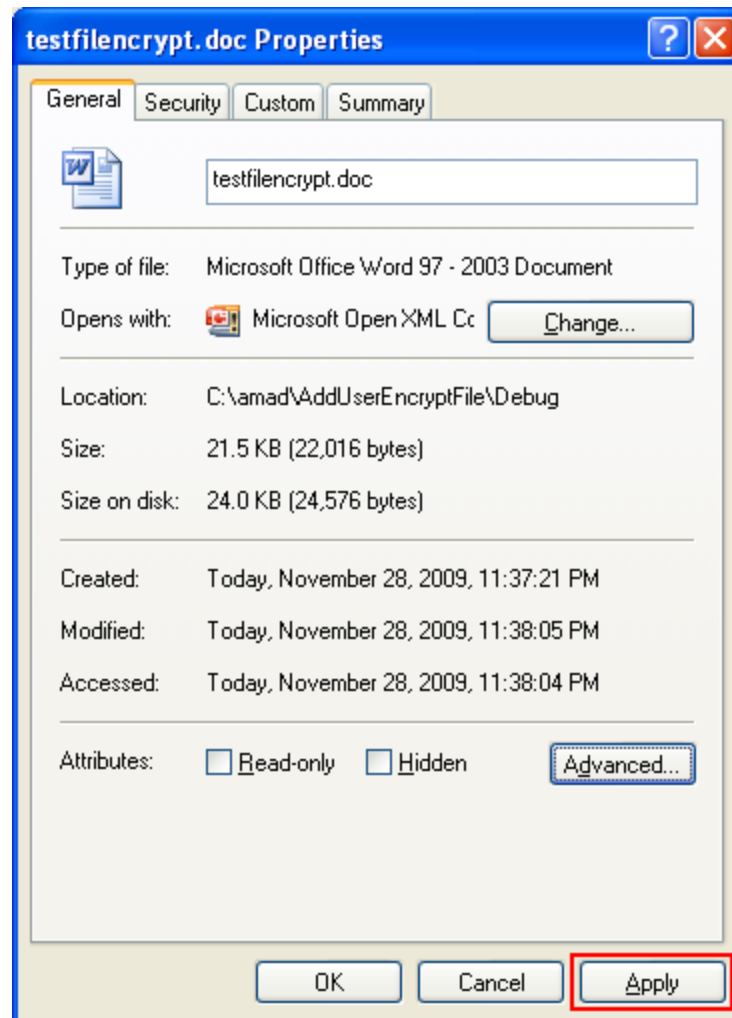 testfilencrypt.doc Properties
General Security Custom Summary
testfilencrypt.doc
Type of file: Microsoft Office Word 97 - 2003 Document
Opens with: Microsoft Open XML Cc Change...
Location: C:\amad\AddUserEncryptFile\Debug
Size: 21.5 KB (22,016 bytes)
Size on disk: 24.0 KB (24,576 bytes)
Created: Today, November 28, 2009, 11:37:21 PM
Modified: Today, November 28, 2009, 11:38:05 PM
Accessed: Today, November 28, 2009, 11:38:04 PM
Attributes: Read-only Hidden Advanced...
OK Cancel Apply